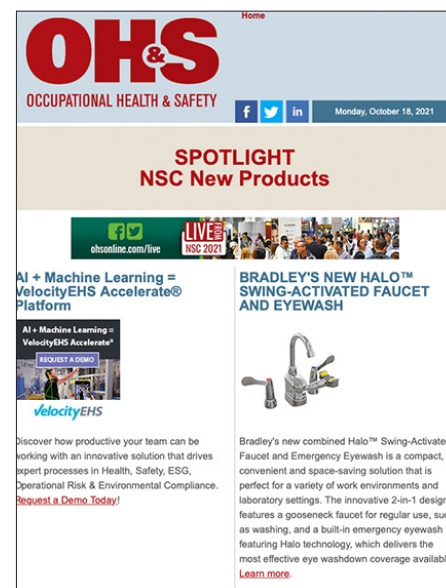 Home
OH&S
OCCUPATIONAL HEALTH & SAFETY
f
in
Monday, October 18, 2021
SPOTLIGHT
NSC New Products
f
ohsonline.com/live
LIVE FROM
NSC 2021
AI + Machine Learning =
VelocityEHS Accelerate®
Platform
AI + Machine Learning =
VelocityEHS Accelerate®
REQUEST A DEMO
VelocityEHS
Discover how productive your team can be
working with an innovative solution that drives
expert processes in Health, Safety, ESG,
Operational Risk & Environmental Compliance.
Request a Demo Today!
BRADLEY'S NEW HALO™
SWING-ACTIVATED FAUCET
AND EYEWASH
Bradley's new combined Halo™ Swing-Activate
Faucet and Emergency Eyewash is a compact,
convenient and space-saving solution that is
perfect for a variety of work environments and
laboratory settings. The innovative 2-in-1 design
features a gooseneck faucet for regular use, suc
as washing, and a built-in emergency eyewash
featuring Halo technology, which delivers the
most effective eye washdown coverage availabl
Learn more.